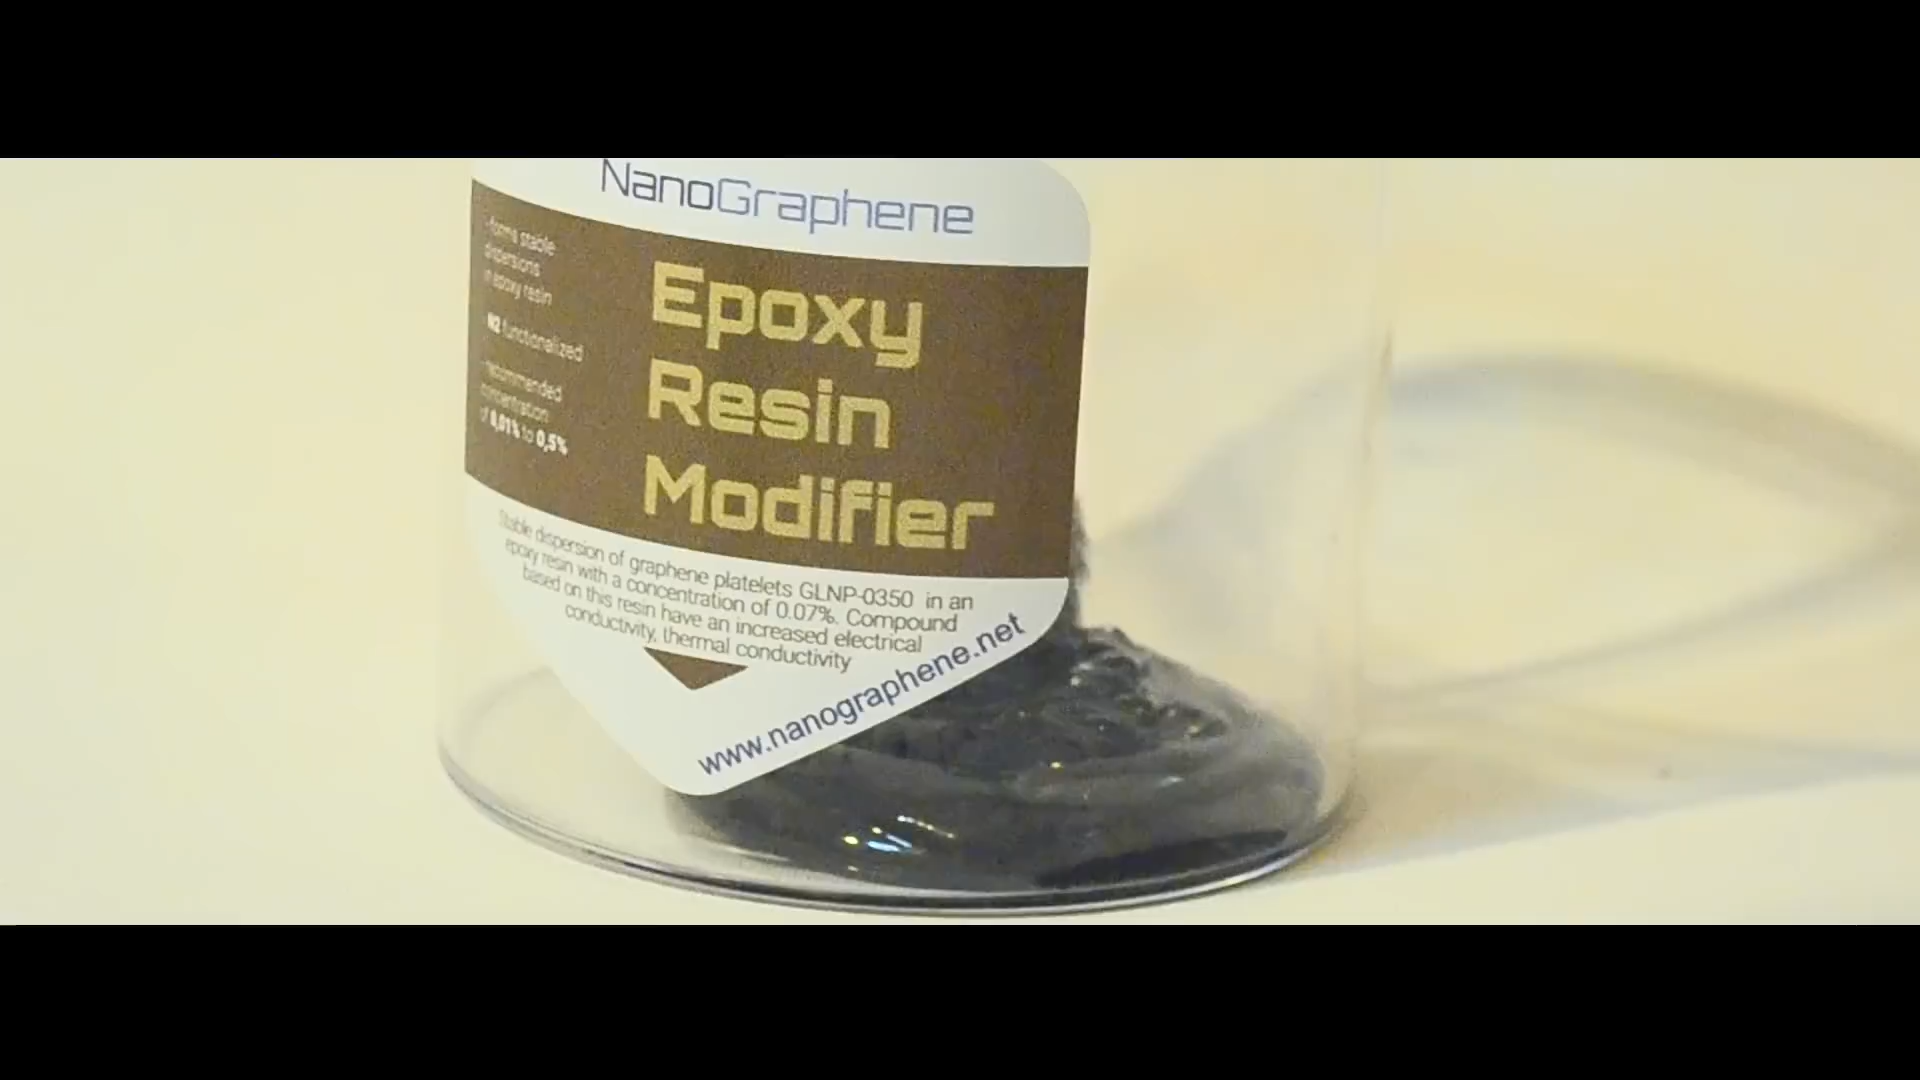 NanoGraphene
- forms stable
dispersions
in epoxy resin
N2 functionalized
- recommended
concentration
of 0,01% to 0,5%
Epoxy
Resin
Modifier
Stable dispersion of graphene platelets GLNP-0350 in an
epoxy resin with a concentration of 0.07%. Compound
based on this resin have an increased electrical
conductivity, thermal conductivity
www.nanographene.net